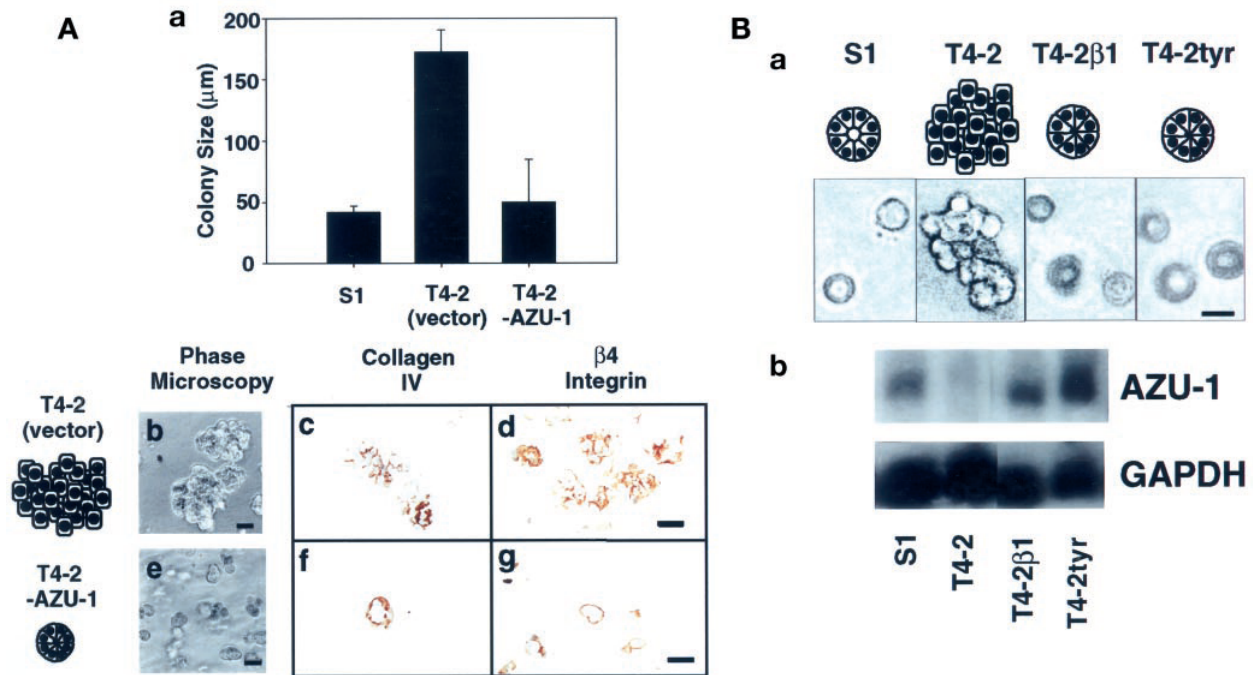 A
a
200
150
100
50
0
Colony Size (μm)
S1
T4-2
(vector)
T4-2
-AZU-1
Phase
Microscopy
Collagen
IV
β4
Integrin
T4-2
(vector)
b
c
d
T4-2
-AZU-1
e
f
g
B
a
S1
T4-2
T4-2β1
T4-2tyr
b
AZU-1
GAPDH
S1
T4-2
T4-2β1
T4-2tyr